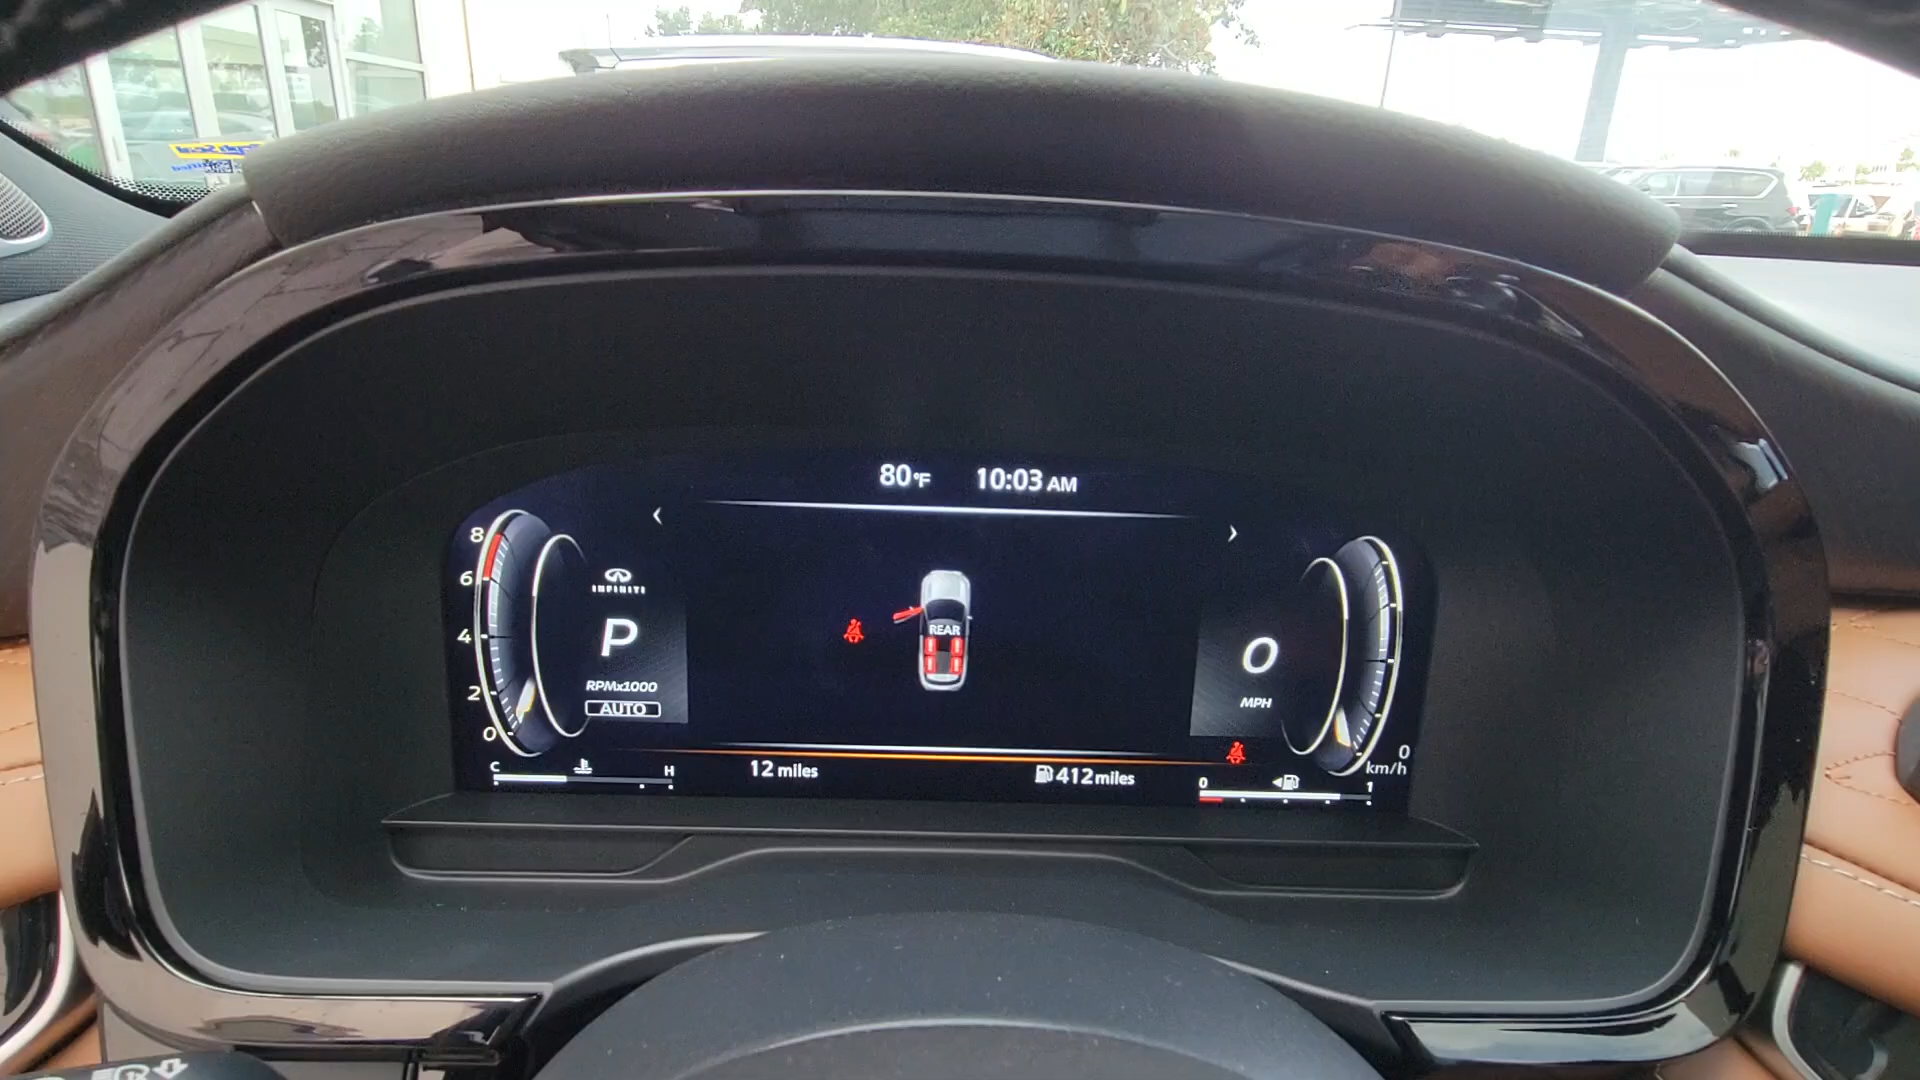 80°F 10:03 AM
8
6
4
2
0
INFINITI
P
RPMx1000
AUTO
REAR
0
MPH
0
km/h
C H
12 miles
412 miles
0 1